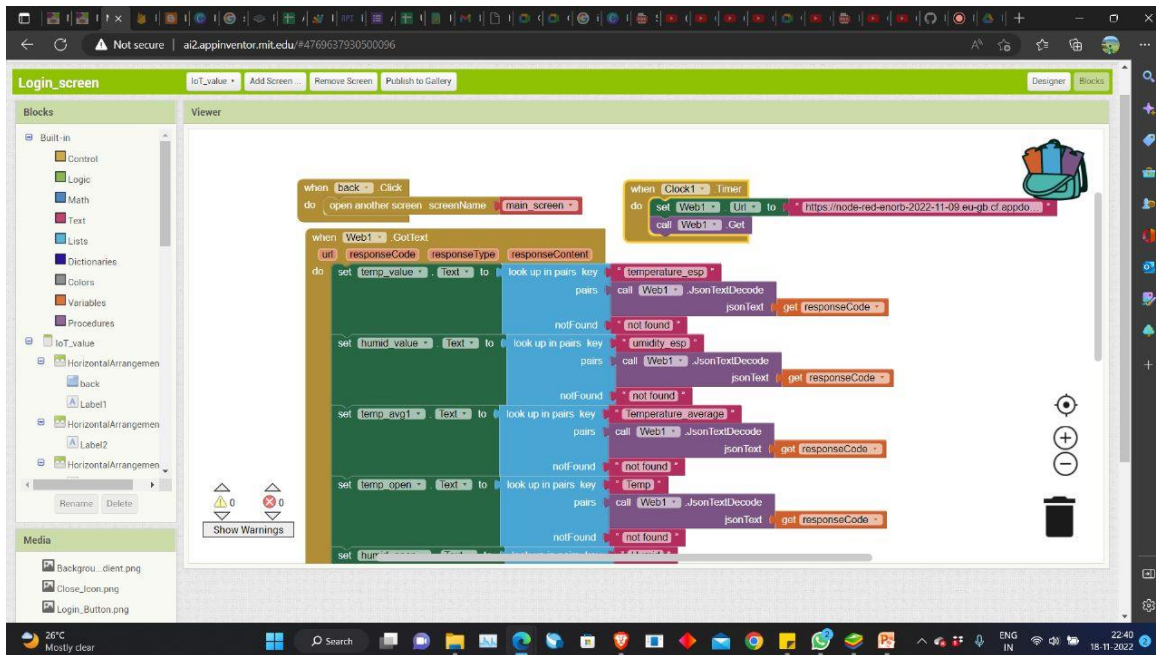 Not secure | ai2.appinventor.mit.edu/#4769637930500096
Login_screen
IoT_value
Add Screen ...
Remove Screen
Publish to Gallery
Designer
Blocks
Blocks
Viewer
Built-in
Control
Logic
Math
Text
Lists
Dictionaries
Colors
Variables
Procedures
IoT_value
HorizontalArrangemen
back
Label1
HorizontalArrangemen
Label2
HorizontalArrangemen
Rename
Delete
Media
Backgrou...dient.png
Close_Icon.png
Login_Button.png
when back .Click
do open another screen screenName main_screen
when Clock1 .Timer
do set Web1 . Url to " https://node-red-enorb-2022-11-09.eu-gb.cf.appdo... "
call Web1 .Get
when Web1 .GotText
url responseCode responseType responseContent
do set temp_value . Text to look up in pairs key " temperature_esp "
pairs call Web1 .JsonTextDecode
jsonText get responseCode
notFound " not found "
set humid_value . Text to look up in pairs key " umidity_esp "
pairs call Web1 .JsonTextDecode
jsonText get responseCode
notFound " not found "
set temp_avg1 . Text to look up in pairs key " Temperature_average "
pairs call Web1 .JsonTextDecode
jsonText get responseCode
notFound " not found "
set temp_open . Text to look up in pairs key " Temp "
pairs call Web1 .JsonTextDecode
jsonText get responseCode
notFound " not found "
set
0 0
Show Warnings
26°C
Mostly clear
Search
ENG
IN
22:40
18-11-2022